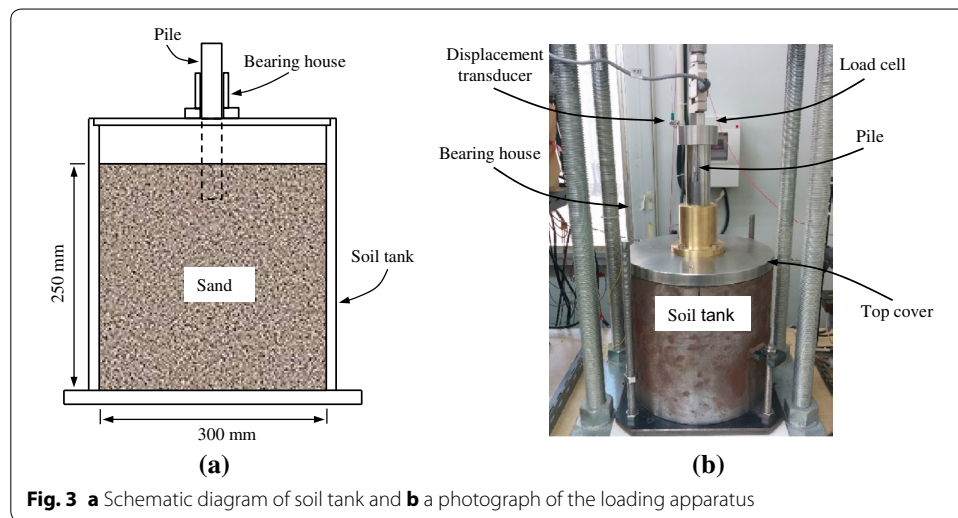 Pile
Bearing house
250 mm
Sand
Soil tank
300 mm
(a)
Displacement
transducer
Load cell
Bearing house
Pile
Soil tank
Top cover
(b)
Fig. 3 a Schematic diagram of soil tank and b a photograph of the loading apparatus